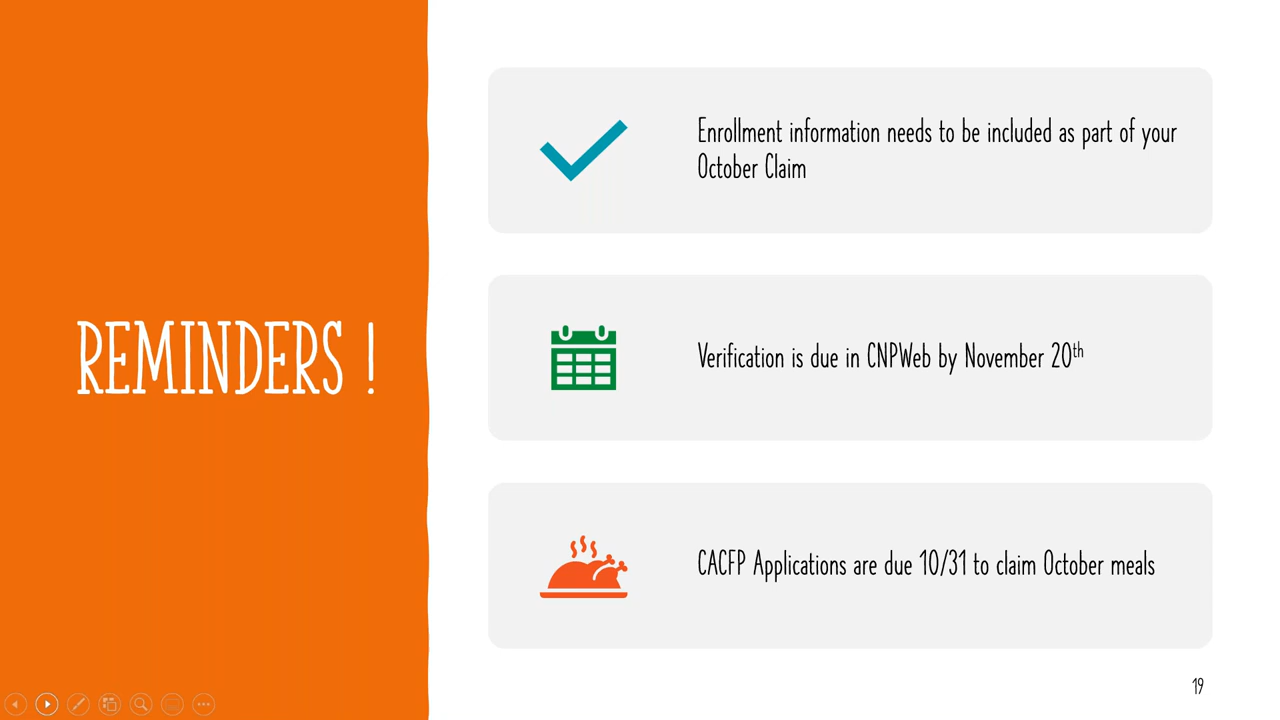 REMINDERS !
Enrollment information needs to be included as part of your
October Claim
Verification is due in CNPWeb by November 20th
CACFP Applications are due 10/31 to claim October meals
19